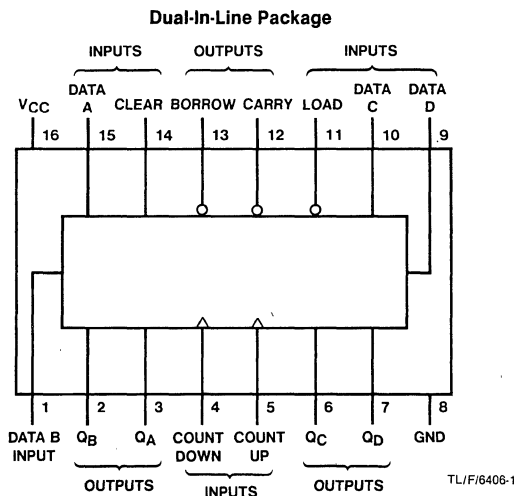 Dual-In-Line Package
INPUTS OUTPUTS INPUTS
DATA DATA DATA
VCC A CLEAR BORROW CARRY LOAD C D
16 15 14 13 12 11 10 9
1 2 3 4 5 6 7 8
DATA B QB QA COUNT COUNT QC QD GND
INPUT DOWN UP
OUTPUTS INPUTS OUTPUTS
TL/F/6406-1